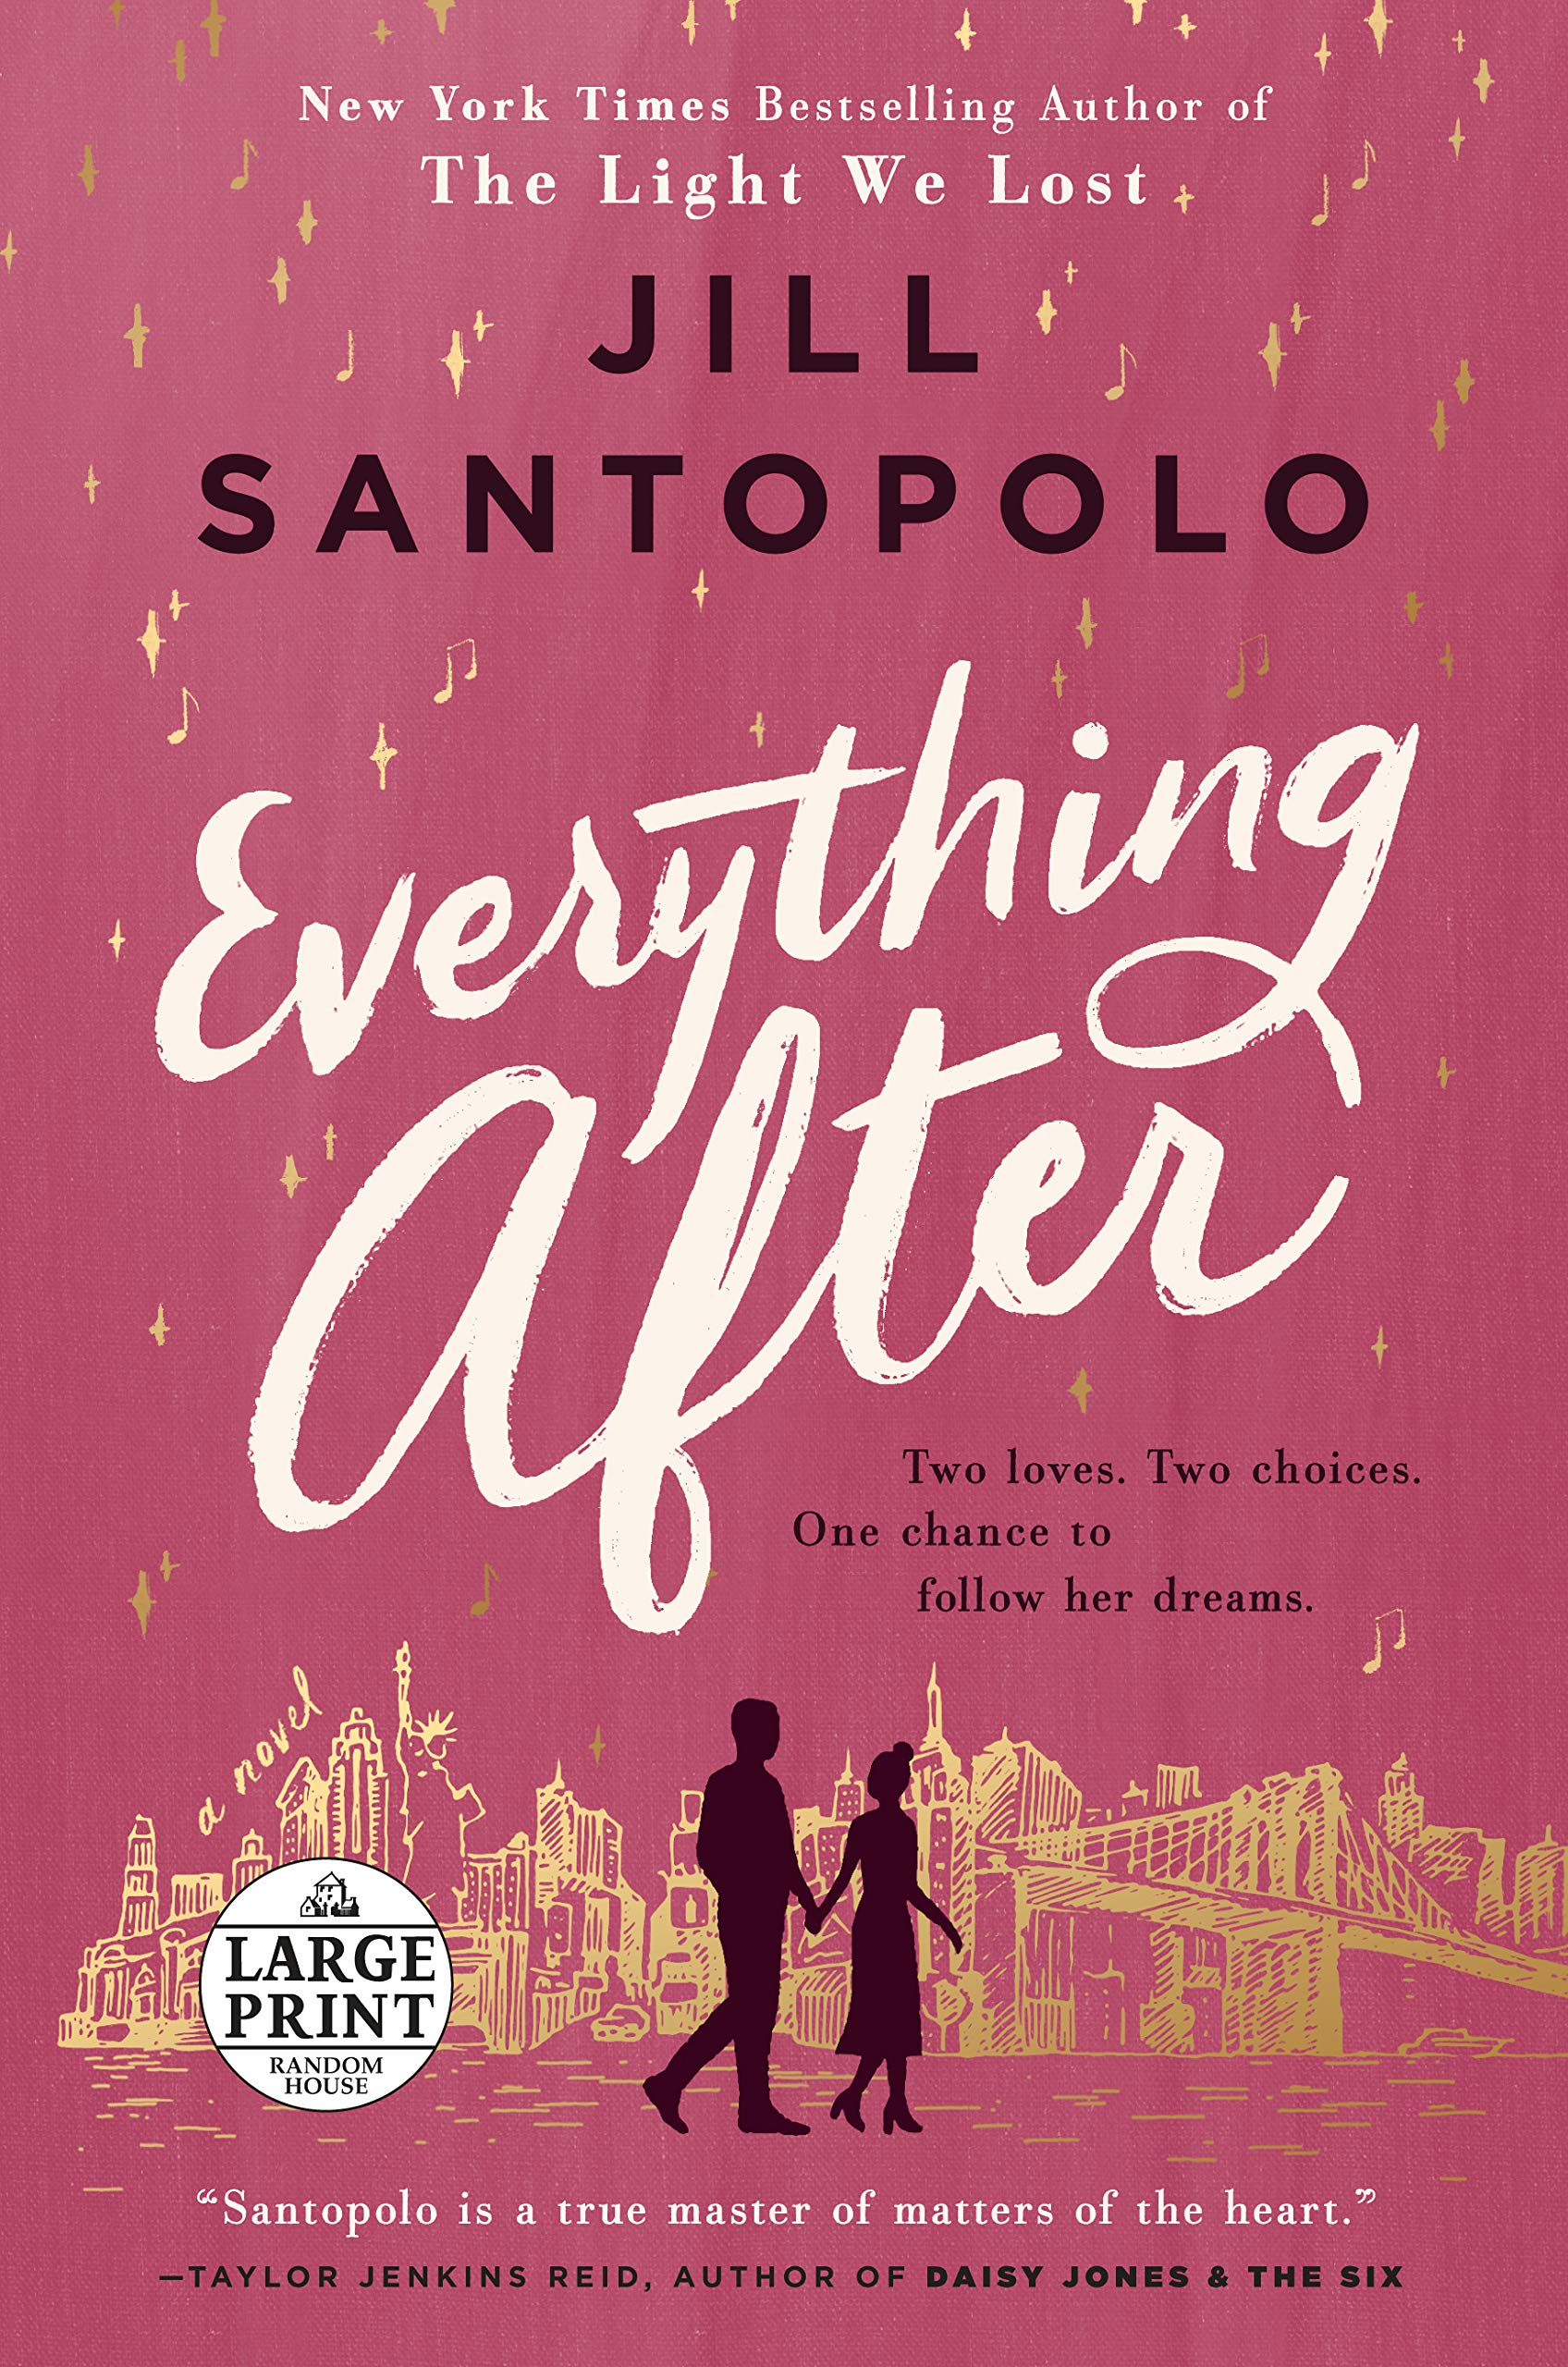 New York Times Bestselling Author of
The Light We Lost
JILL
SANTOPOLO
Everything
After
Two loves. Two choices.
One chance to
follow her dreams.
a novel
LARGE
PRINT
RANDOM
HOUSE
“Santopolo is a true master of matters of the heart.”
—TAYLOR JENKINS REID, AUTHOR OF DAISY JONES & THE SIX